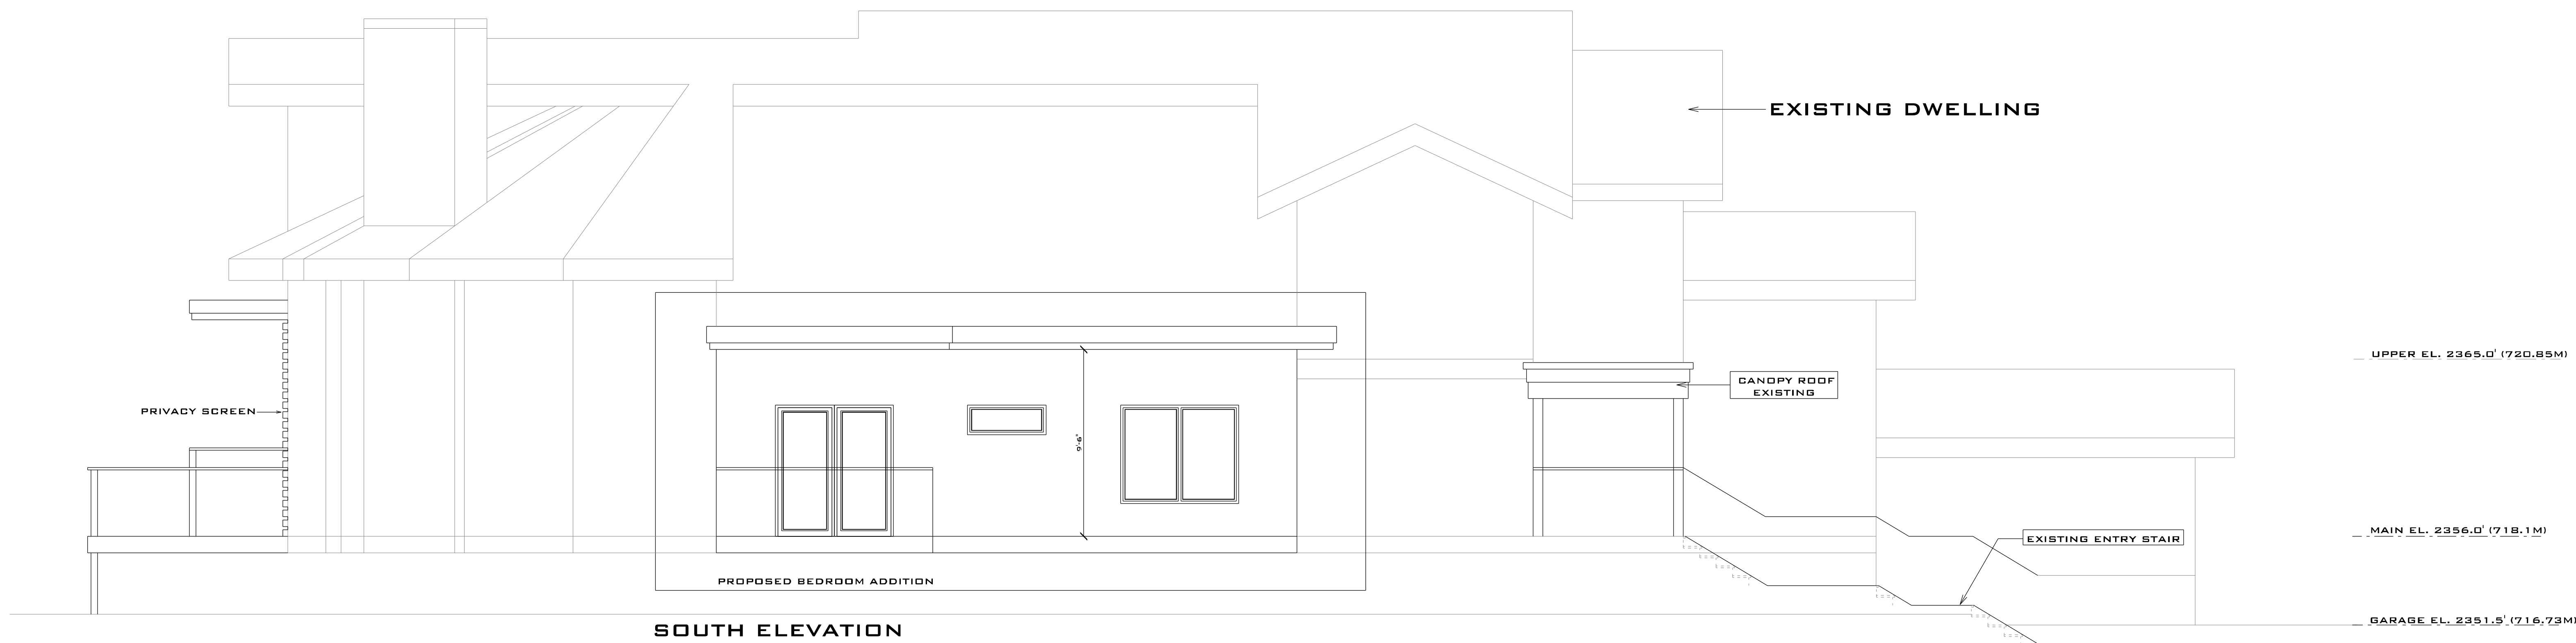 EXISTING DWELLING
UPPER EL. 2365.0' (720.85M)
CANOPY ROOF
EXISTING
PRIVACY SCREEN
9'-6"
MAIN EL. 2356.0' (718.1M)
EXISTING ENTRY STAIR
PROPOSED BEDROOM ADDITION
GARAGE EL. 2351.5' (716.73M)
SOUTH ELEVATION